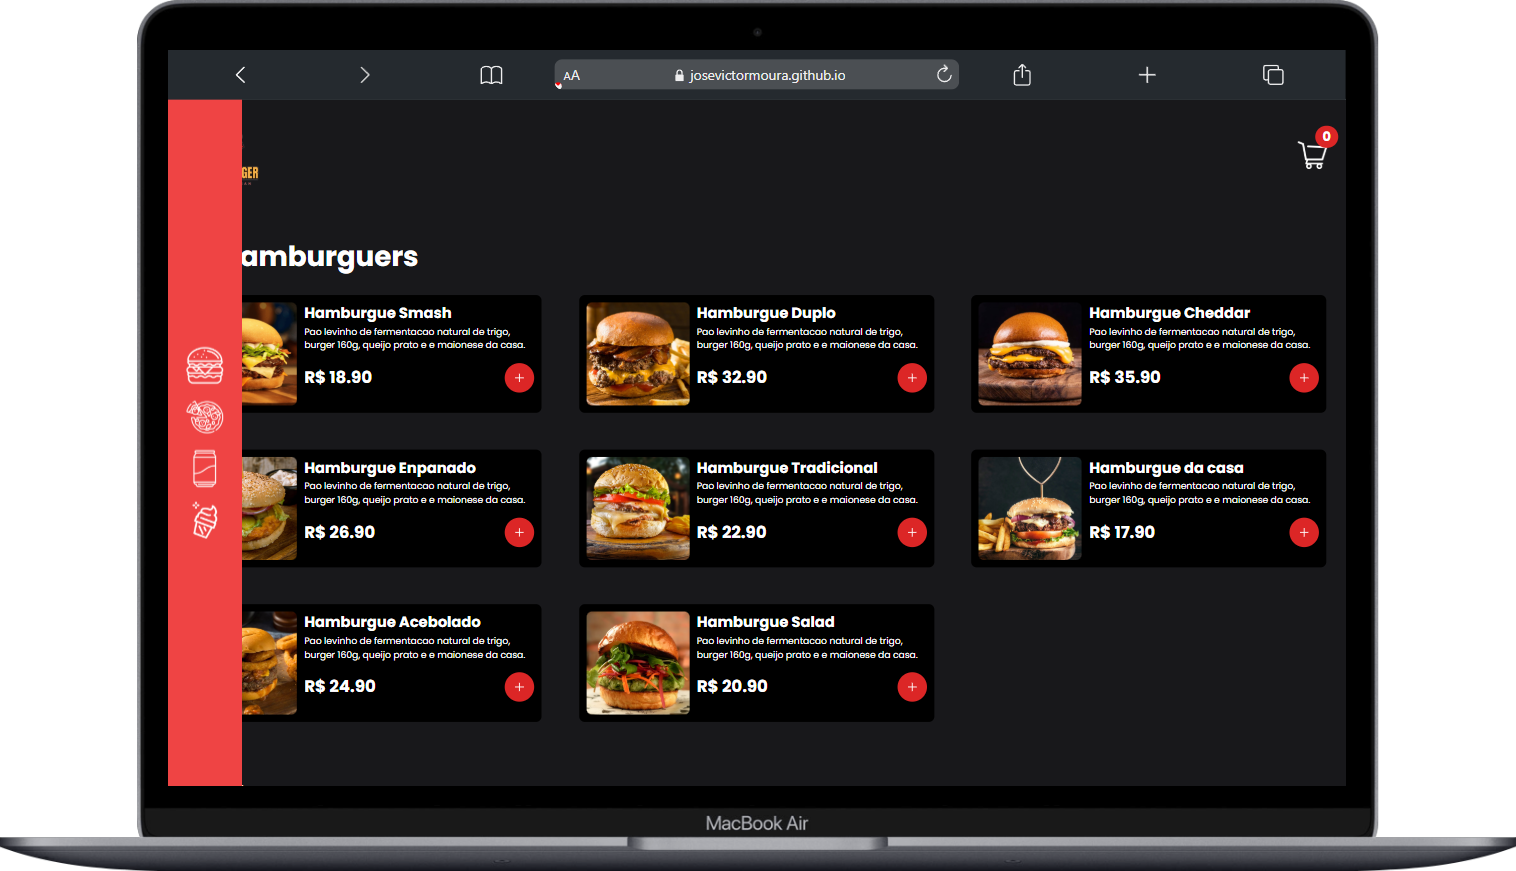 AA
josevictormoura.github.io
0
GER
amburguers
Hamburgue Smash
Pao levinho de fermentacao natural de trigo,
burger 160g, queijo prato e e maionese da casa.
R$ 18.90
+
Hamburgue Duplo
Pao levinho de fermentacao natural de trigo,
burger 160g, queijo prato e e maionese da casa.
R$ 32.90
+
Hamburgue Cheddar
Pao levinho de fermentacao natural de trigo,
burger 160g, queijo prato e e maionese da casa.
R$ 35.90
+
Hamburgue Enpanado
Pao levinho de fermentacao natural de trigo,
burger 160g, queijo prato e e maionese da casa.
R$ 26.90
+
Hamburgue Tradicional
Pao levinho de fermentacao natural de trigo,
burger 160g, queijo prato e e maionese da casa.
R$ 22.90
+
Hamburgue da casa
Pao levinho de fermentacao natural de trigo,
burger 160g, queijo prato e e maionese da casa.
R$ 17.90
+
Hamburgue Acebolado
Pao levinho de fermentacao natural de trigo,
burger 160g, queijo prato e e maionese da casa.
R$ 24.90
+
Hamburgue Salad
Pao levinho de fermentacao natural de trigo,
burger 160g, queijo prato e e maionese da casa.
R$ 20.90
+
MacBook Air